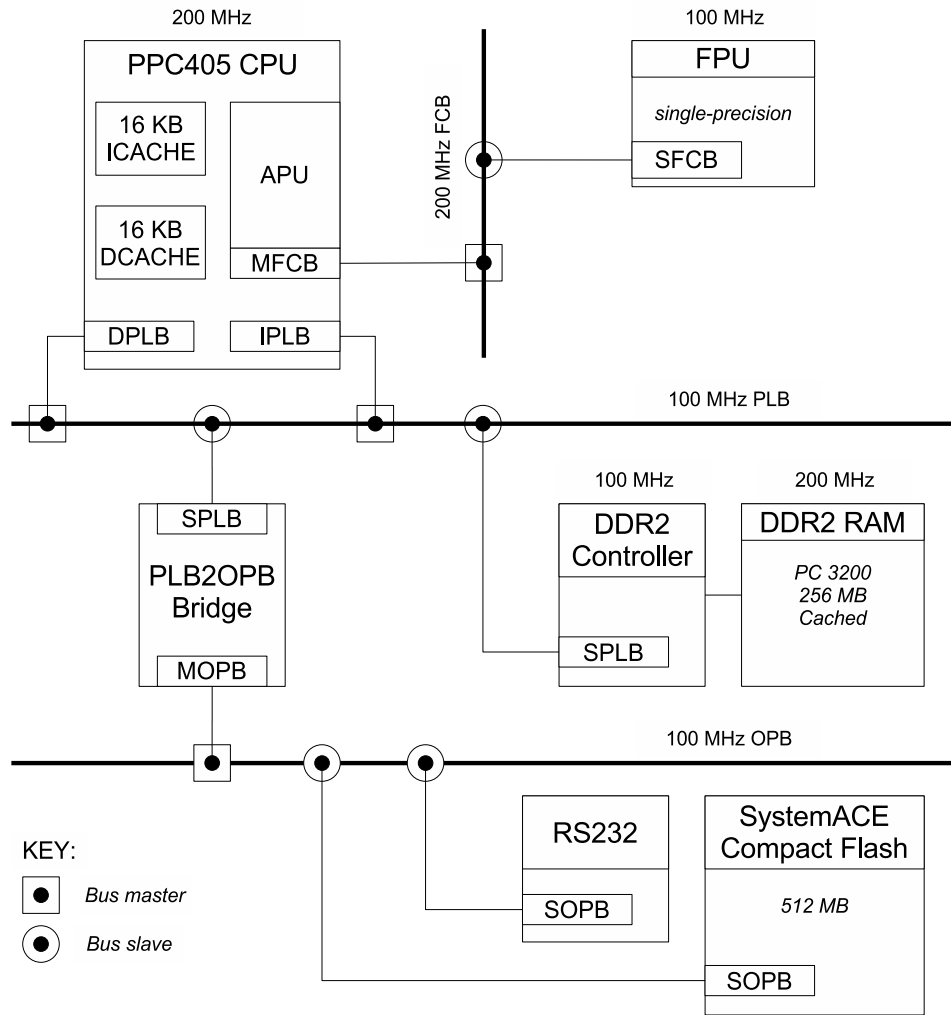 200 MHz
PPC405 CPU
16 KB
ICACHE
APU
16 KB
DCACHE
MFCB
DPLB
IPLB
200 MHz FCB
100 MHz
FPU
single-precision
SFCB
100 MHz PLB
SPLB
PLB2OPB
Bridge
MOPB
100 MHz
DDR2
Controller
SPLB
200 MHz
DDR2 RAM
PC 3200
256 MB
Cached
100 MHz OPB
RS232
SOPB
SystemACE
Compact Flash
512 MB
SOPB
KEY:
Bus master
Bus slave